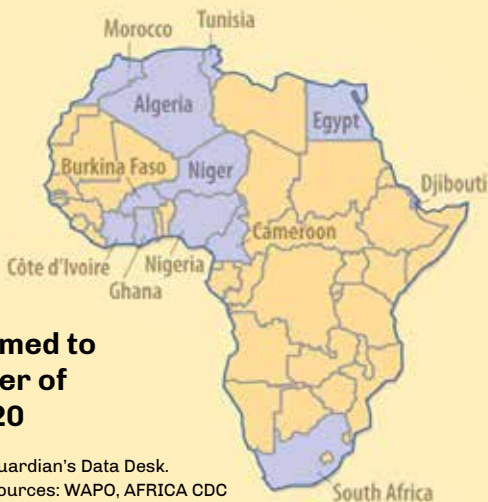 Morocco
Tunisia
Algeria
Egypt
Burkina Faso
Niger
Djibouti
Cameroon
Côte d'Ivoire
Nigeria
Ghana
med to
er of
20
uardian's Data Desk.
ources: WAPO, AFRICA CDC
South Africa